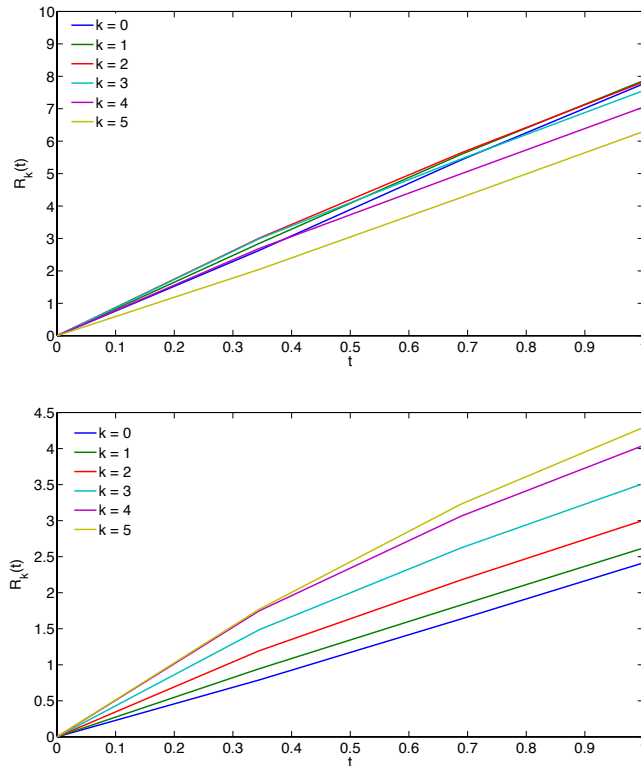 10
9
8
7
6
5
4
3
2
1
0
R_k(t)
k = 0
k = 1
k = 2
k = 3
k = 4
k = 5
0 0.1 0.2 0.3 0.4 0.5 0.6 0.7 0.8 0.9 1
t
4.5
4
3.5
3
2.5
2
1.5
1
0.5
0
R_k(t)
k = 0
k = 1
k = 2
k = 3
k = 4
k = 5
0 0.1 0.2 0.3 0.4 0.5 0.6 0.7 0.8 0.9
t